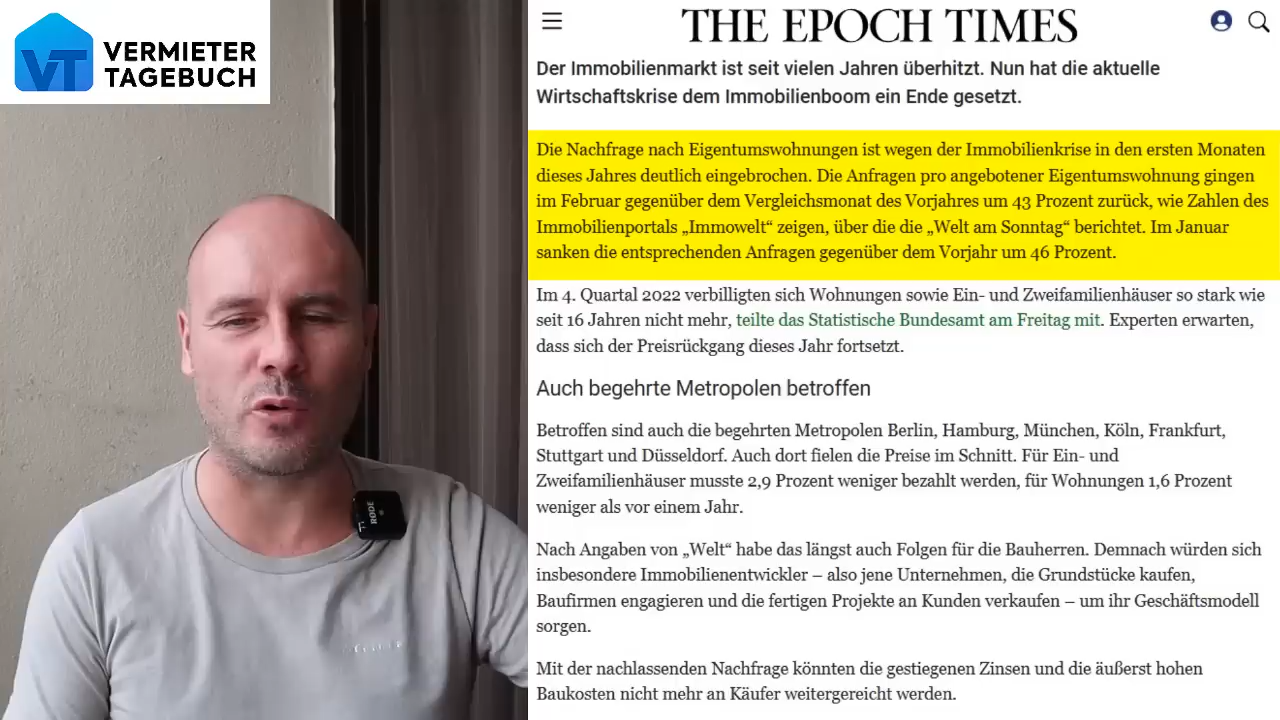 VT
VERMIETER
TAGEBUCH
RØDE
THE EPOCH TIMES
Der Immobilienmarkt ist seit vielen Jahren überhitzt. Nun hat die aktuelle
Wirtschaftskrise dem Immobilienboom ein Ende gesetzt.
Die Nachfrage nach Eigentumswohnungen ist wegen der Immobilienkrise in den ersten Monaten
dieses Jahres deutlich eingebrochen. Die Anfragen pro angebotener Eigentumswohnung gingen
im Februar gegenüber dem Vergleichsmonat des Vorjahres um 43 Prozent zurück, wie Zahlen des
Immobilienportals „Immowelt“ zeigen, über die die „Welt am Sonntag“ berichtet. Im Januar
sanken die entsprechenden Anfragen gegenüber dem Vorjahr um 46 Prozent.
Im 4. Quartal 2022 verbilligten sich Wohnungen sowie Ein- und Zweifamilienhäuser so stark wie
seit 16 Jahren nicht mehr, teilte das Statistische Bundesamt am Freitag mit. Experten erwarten,
dass sich der Preisrückgang dieses Jahr fortsetzt.
Auch begehrte Metropolen betroffen
Betroffen sind auch die begehrten Metropolen Berlin, Hamburg, München, Köln, Frankfurt,
Stuttgart und Düsseldorf. Auch dort fielen die Preise im Schnitt. Für Ein- und
Zweifamilienhäuser musste 2,9 Prozent weniger bezahlt werden, für Wohnungen 1,6 Prozent
weniger als vor einem Jahr.
Nach Angaben von „Welt“ habe das längst auch Folgen für die Bauherren. Demnach würden sich
insbesondere Immobilienentwickler – also jene Unternehmen, die Grundstücke kaufen,
Baufirmen engagieren und die fertigen Projekte an Kunden verkaufen – um ihr Geschäftsmodell
sorgen.
Mit der nachlassenden Nachfrage könnten die gestiegenen Zinsen und die äußerst hohen
Baukosten nicht mehr an Käufer weitergereicht werden.